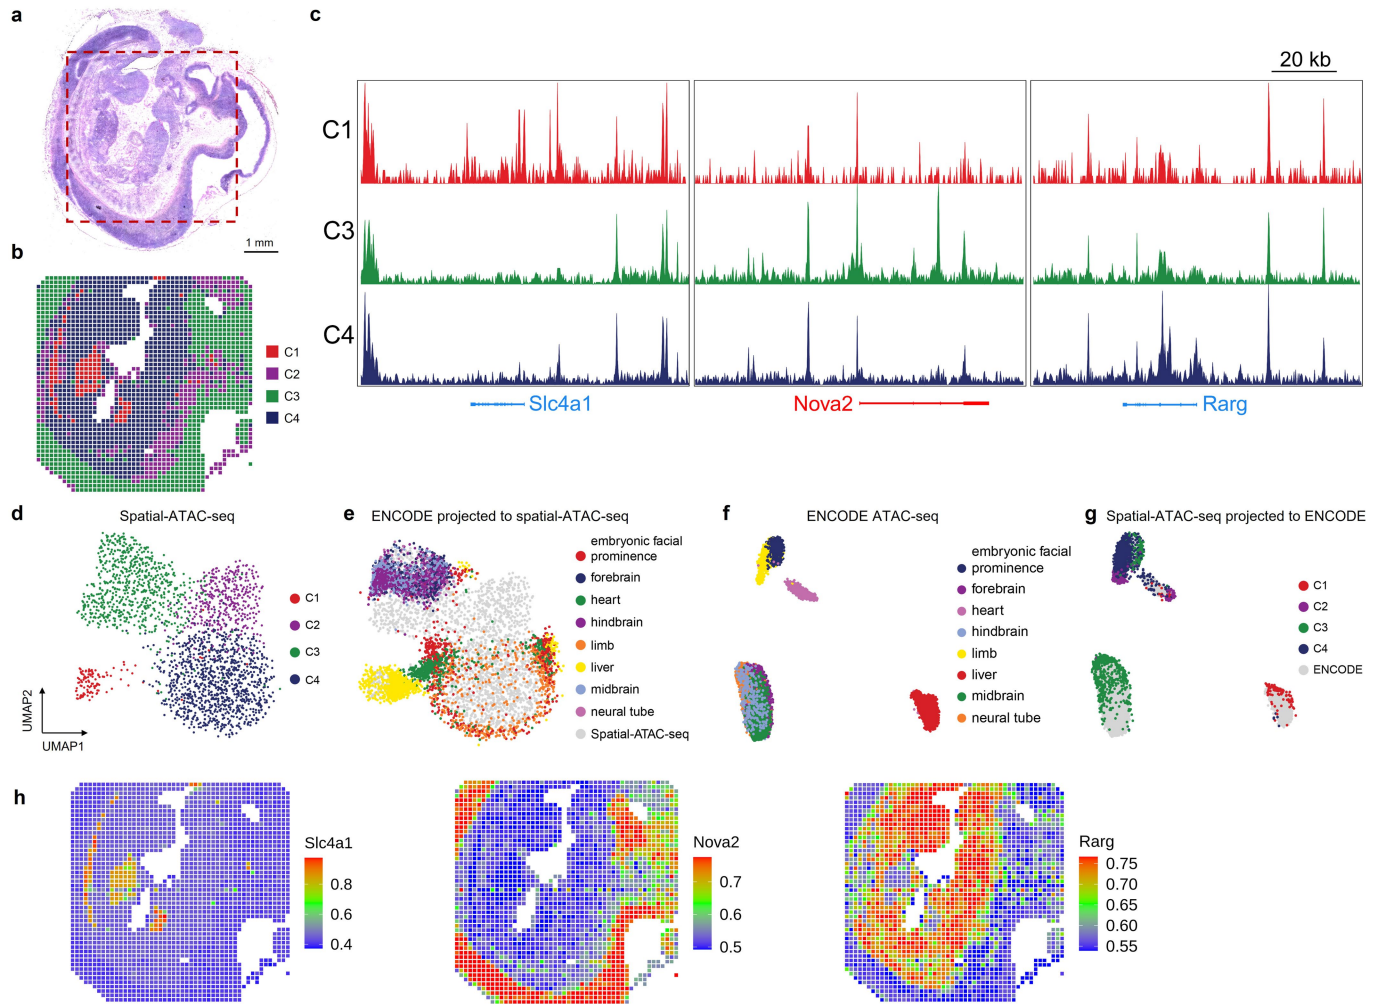 a
1 mm
b
C1
C2
C3
C4
c
20 kb
C1
C3
C4
Slc4a1
Nova2
Rarg
d
Spatial-ATAC-seq
C1
C2
C3
C4
UMAP2
UMAP1
e
ENCODE projected to spatial-ATAC-seq
embryonic facial
prominence
forebrain
heart
hindbrain
limb
liver
midbrain
neural tube
Spatial-ATAC-seq
f
ENCODE ATAC-seq
embryonic facial
prominence
forebrain
heart
hindbrain
limb
liver
midbrain
neural tube
g
Spatial-ATAC-seq projected to ENCODE
C1
C2
C3
C4
ENCODE
h
Slc4a1
0.8
0.6
0.4
Nova2
0.7
0.6
0.5
Rarg
0.75
0.70
0.65
0.60
0.55